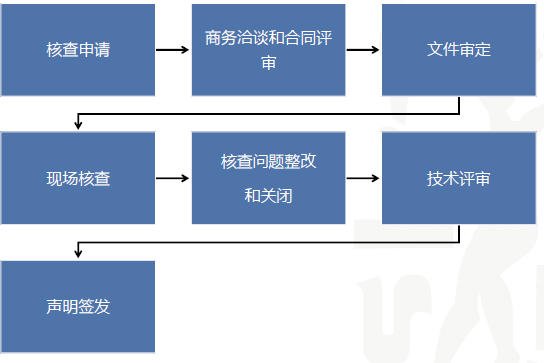 核查申请
商务洽谈和合同评
审
文件审定
现场核查
核查问题整改
和关闭
技术评审
声明签发